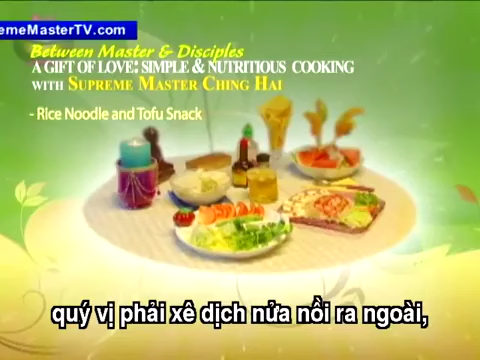 emeMasterTV.com
Between Master & Disciples
A GIFT OF LOVE: SIMPLE & NUTRITIOUS COOKING
WITH SUPREME MASTER CHING HAI
- Rice Noodle and Tofu Snack
quý vị phải xê dịch nửa nồi ra ngoài,